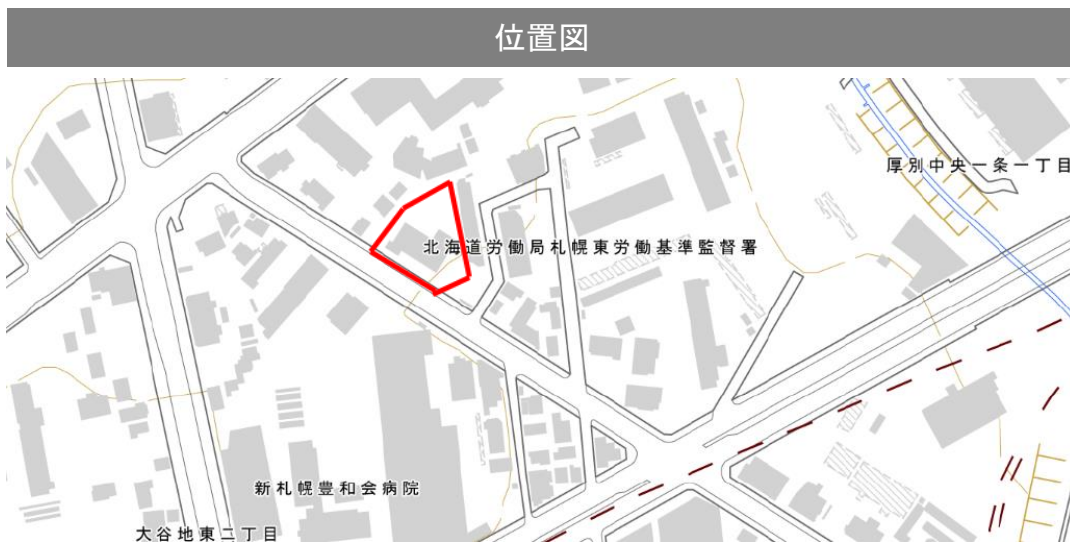 位置図
厚別中央一条一丁目
北海道労働局札幌東労働基準監督署
新札幌豊和会病院
大谷地東二丁目